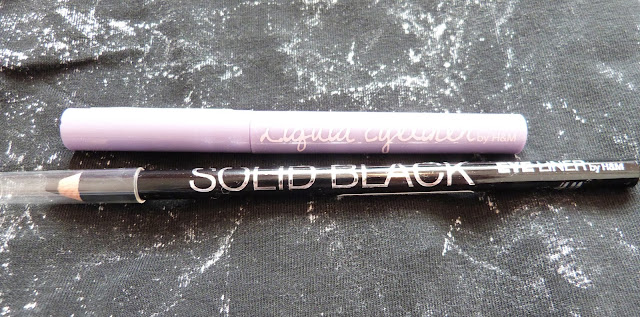 Liquid eyeliner by H&M
SOLID BLACK EYE LINER by H&M